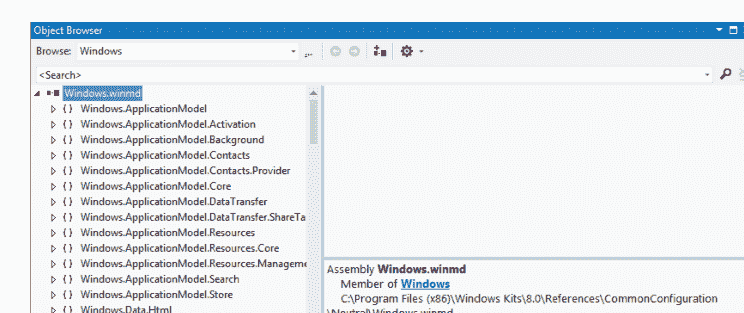 Object Browser
Browse: Windows
...
<Search>
Windows.winmd
{ } Windows.ApplicationModel
{ } Windows.ApplicationModel.Activation
{ } Windows.ApplicationModel.Background
{ } Windows.ApplicationModel.Contacts
{ } Windows.ApplicationModel.Contacts.Provider
{ } Windows.ApplicationModel.Core
{ } Windows.ApplicationModel.DataTransfer
{ } Windows.ApplicationModel.DataTransfer.ShareTa
{ } Windows.ApplicationModel.Resources
{ } Windows.ApplicationModel.Resources.Core
{ } Windows.ApplicationModel.Resources.Manageme
{ } Windows.ApplicationModel.Search
{ } Windows.ApplicationModel.Store
{ } Windows.Data.Html
Assembly Windows.winmd
Member of Windows
C:\Program Files (x86)\Windows Kits\8.0\References\CommonConfiguration
\Neutral\Windows.winmd